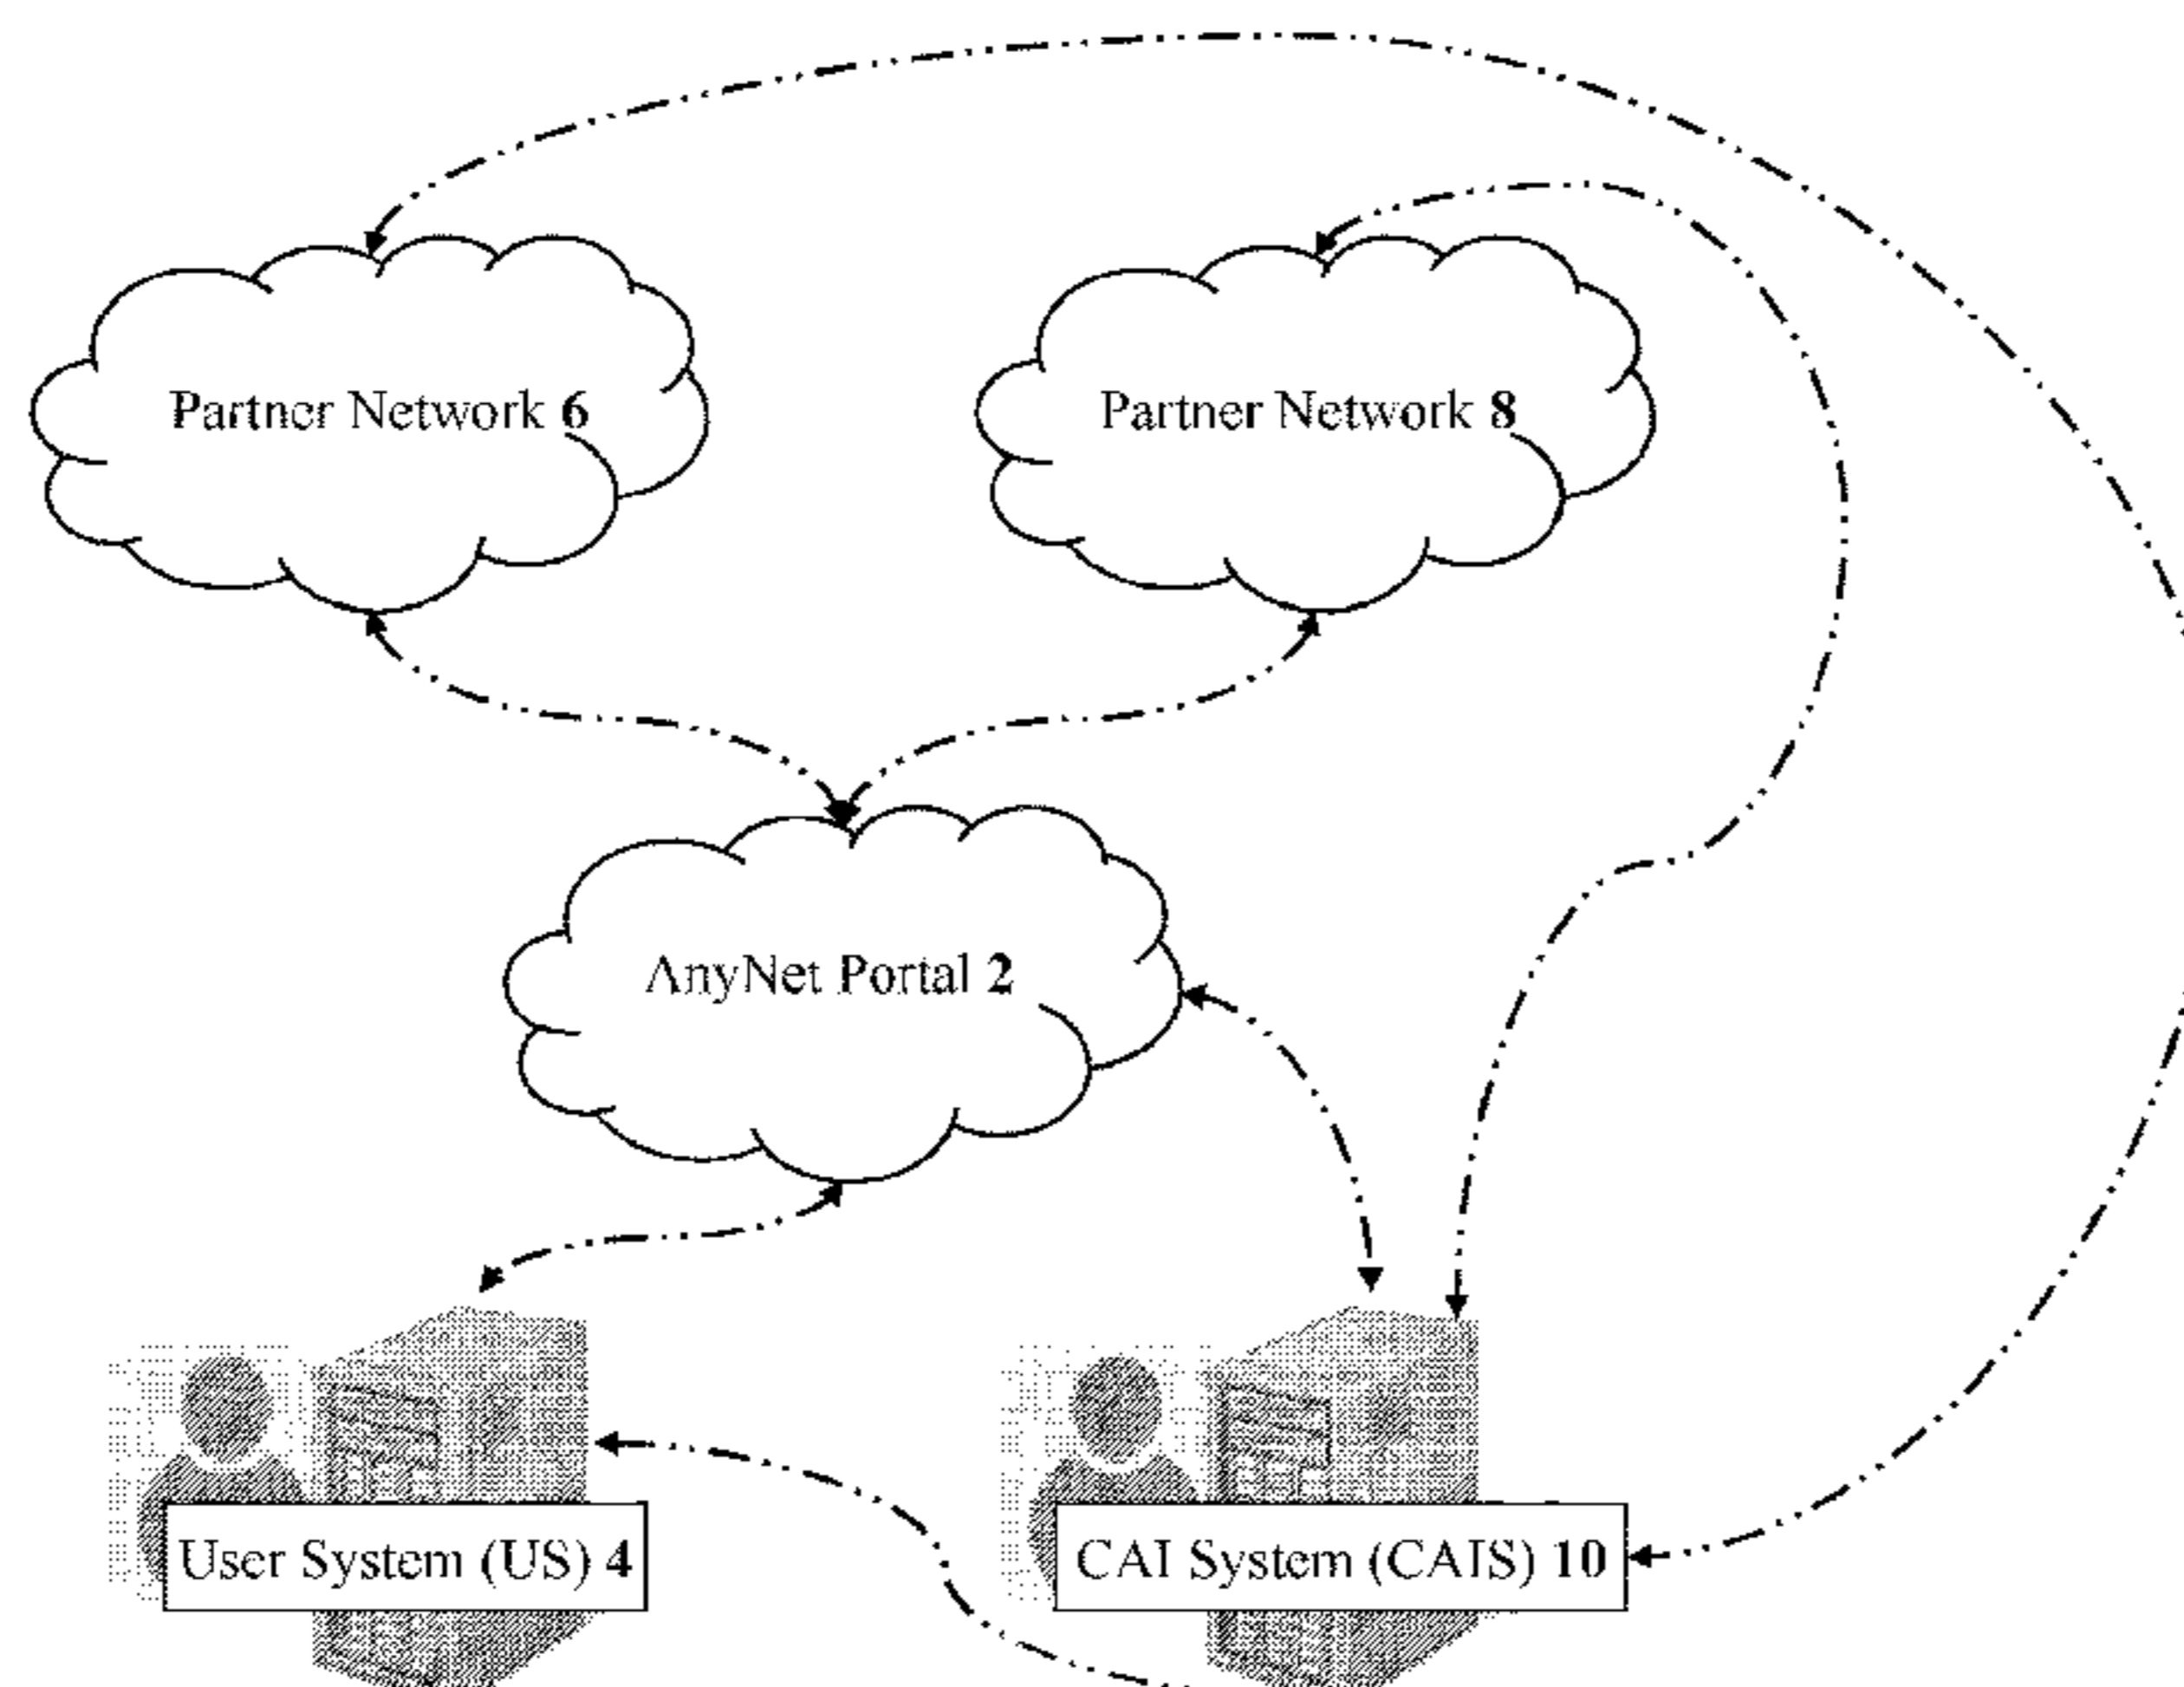 Partner Network 6
Partner Network 8
AnyNet Portal 2
User System (US) 4
CAI System (CAIS) 10